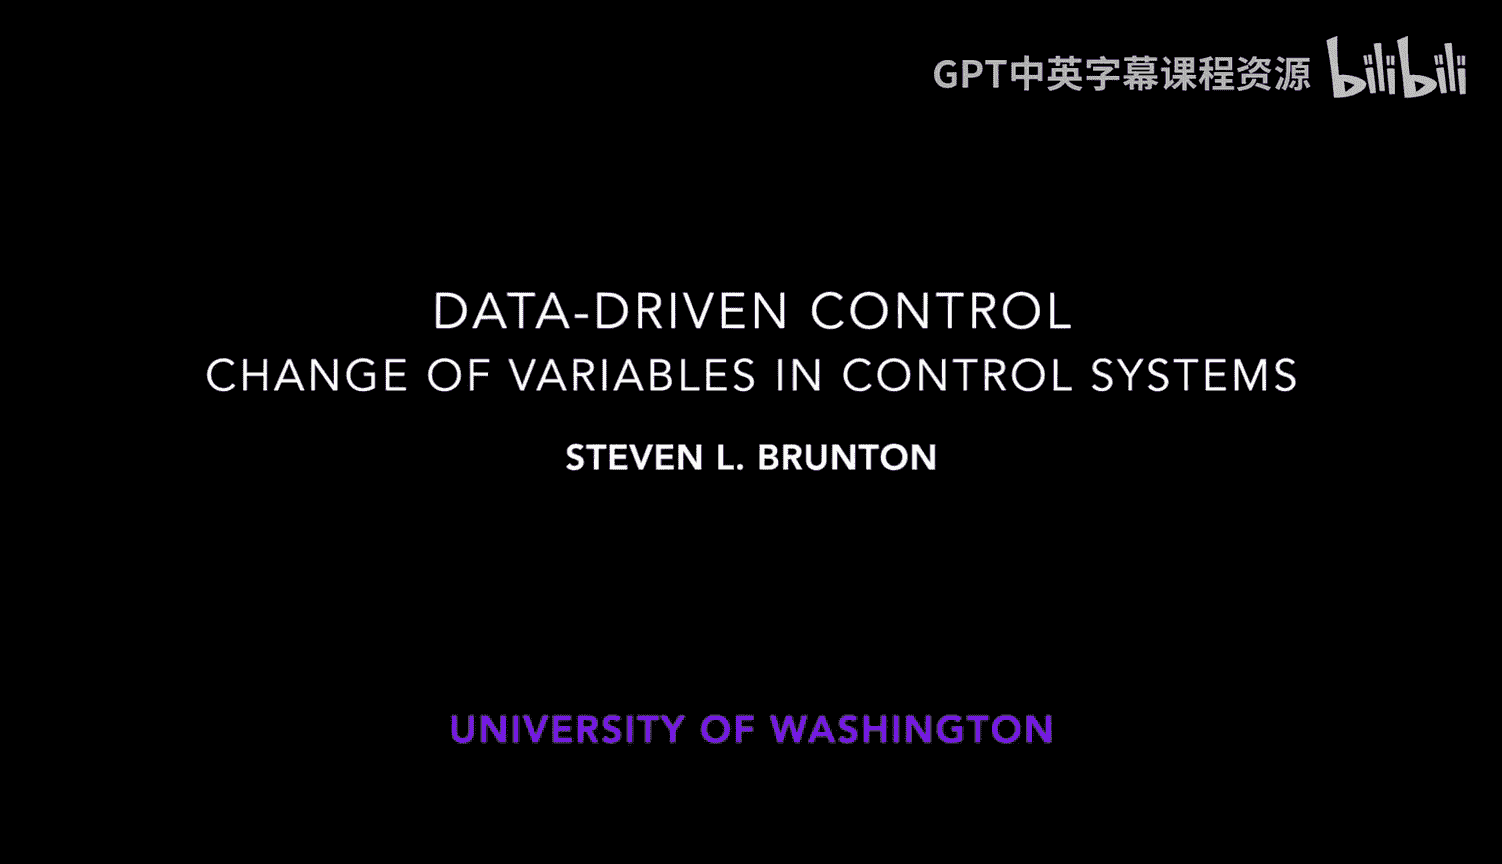 GPT中英字幕课程资源 bilibili
DATA-DRIVEN CONTROL
CHANGE OF VARIABLES IN CONTROL SYSTEMS
STEVEN L. BRUNTON
UNIVERSITY OF WASHINGTON